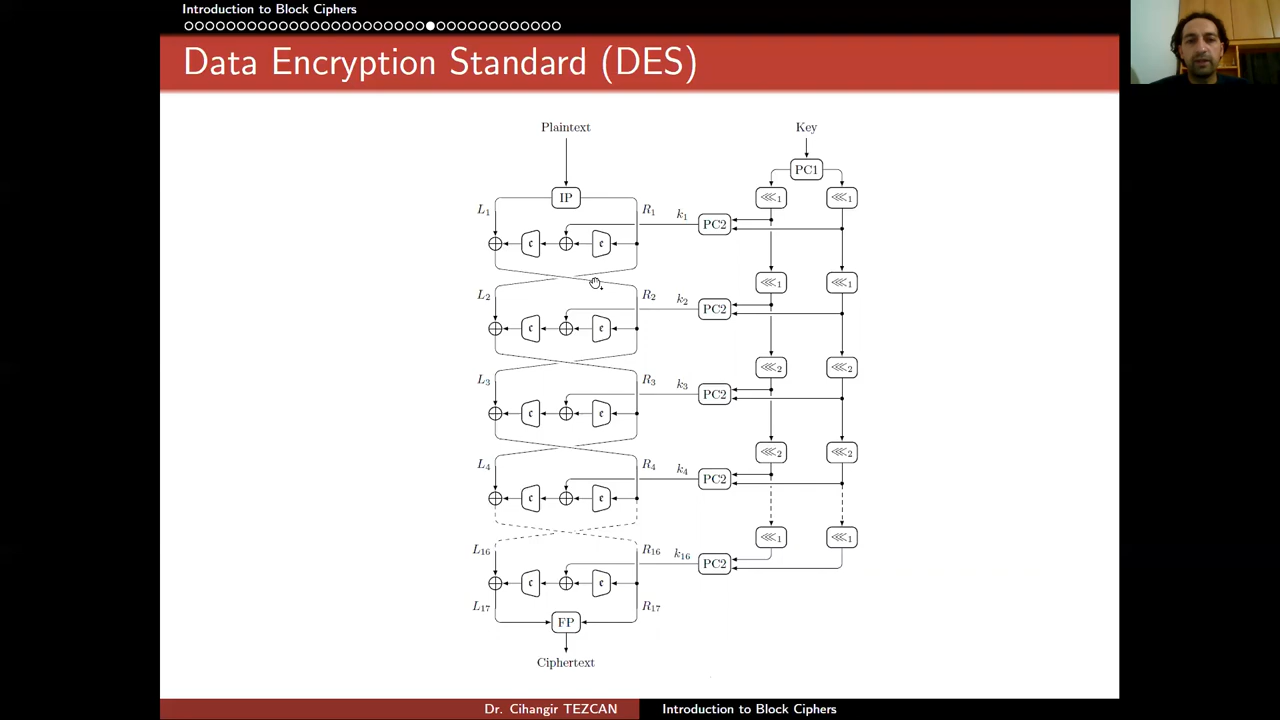 Introduction to Block Ciphers
Data Encryption Standard (DES)
Plaintext
Key
PC1
IP
⋘1
⋘1
L1
R1
k1
PC2
c
e
⋘1
⋘1
L2
R2
k2
PC2
c
e
⋘2
⋘2
L3
R3
k3
PC2
c
e
⋘2
⋘2
L4
R4
k4
PC2
c
e
⋘1
⋘1
L16
R16
k16
PC2
c
e
L17
R17
FP
Ciphertext
Dr. Cihangir TEZCAN
Introduction to Block Ciphers